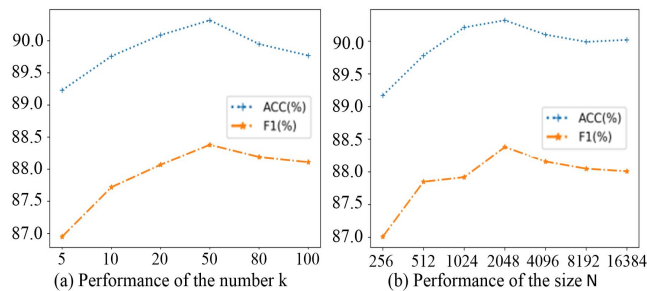 90.0
89.5
89.0
88.5
88.0
87.5
87.0
ACC(%)
F1(%)
5 10 20 50 80 100
(a) Performance of the number k
90.0
89.5
89.0
88.5
88.0
87.5
87.0
ACC(%)
F1(%)
256 512 1024 2048 4096 8192 16384
(b) Performance of the size N